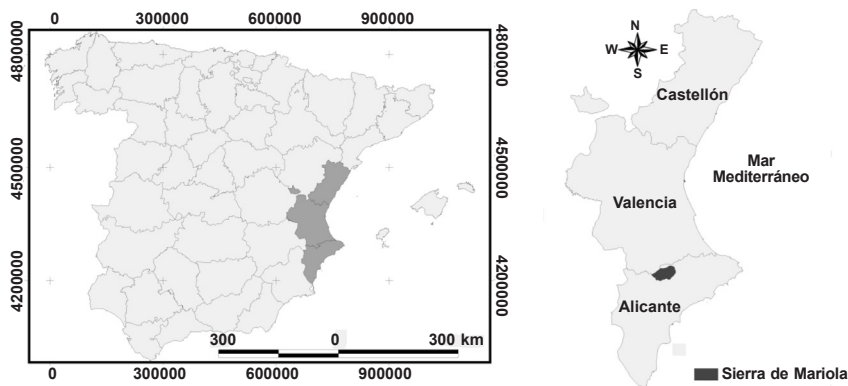 0 300000 600000 900000
4800000
4500000
4200000
4800000
4500000
4200000
300 0 300 km
0 300000 600000 900000
N
W E
S
Castellón
Mar
Mediterráneo
Valencia
Alicante
Sierra de Mariola